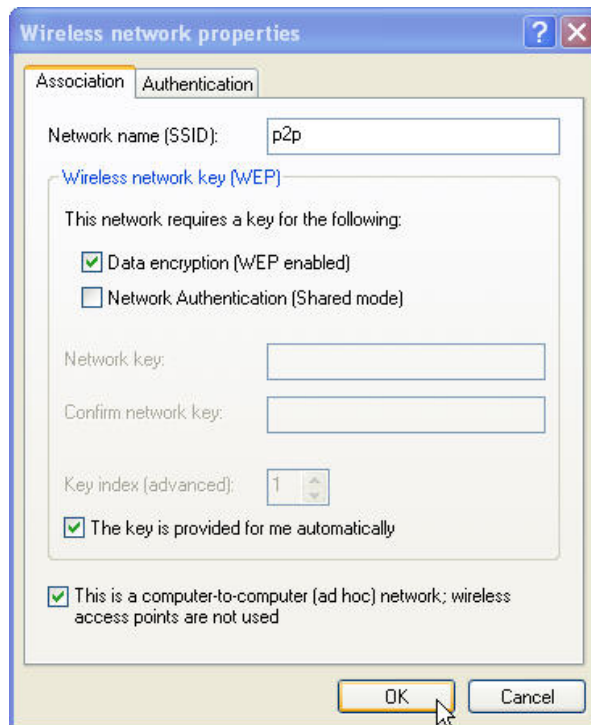 Wireless network properties
Association
Authentication
Network name (SSID):
p2p
Wireless network key (WEP)
This network requires a key for the following:
Data encryption (WEP enabled)
Network Authentication (Shared mode)
Network key:
Confirm network key:
Key index (advanced):
1
The key is provided for me automatically
This is a computer-to-computer (ad hoc) network; wireless
access points are not used
OK
Cancel